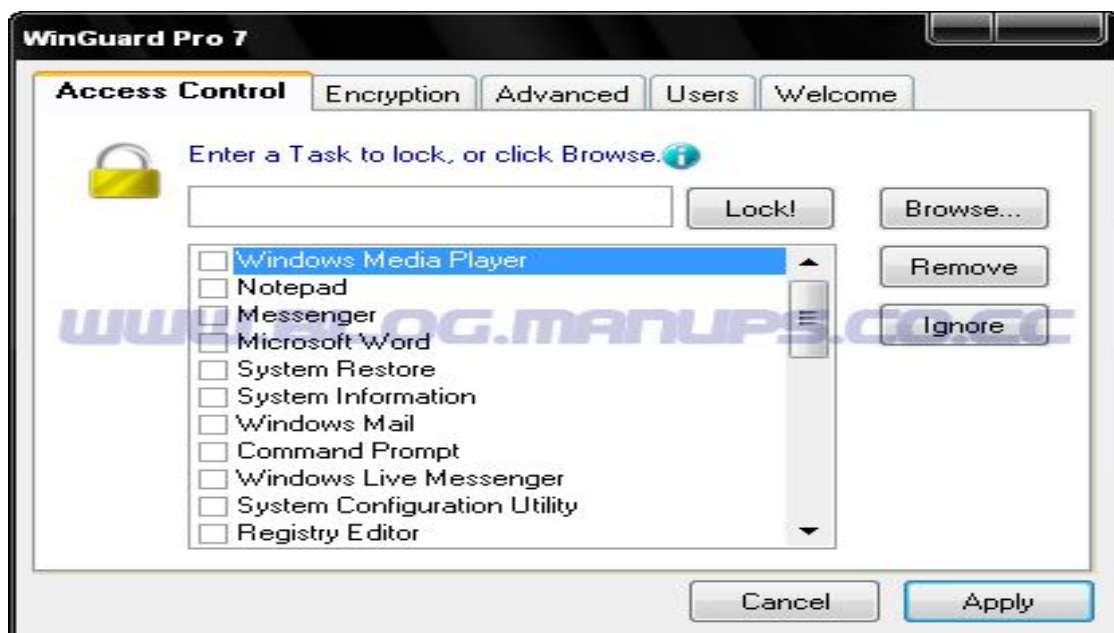 WinGuard Pro 7
Access Control Encryption Advanced Users Welcome
Enter a Task to lock, or click Browse.
Lock! Browse...
Windows Media Player
Remove
Notepad
Messenger
WWW.BLOG.MANUPS.CO.CC
Ignore
Microsoft Word
System Restore
System Information
Windows Mail
Command Prompt
Windows Live Messenger
System Configuration Utility
Registry Editor
Cancel Apply